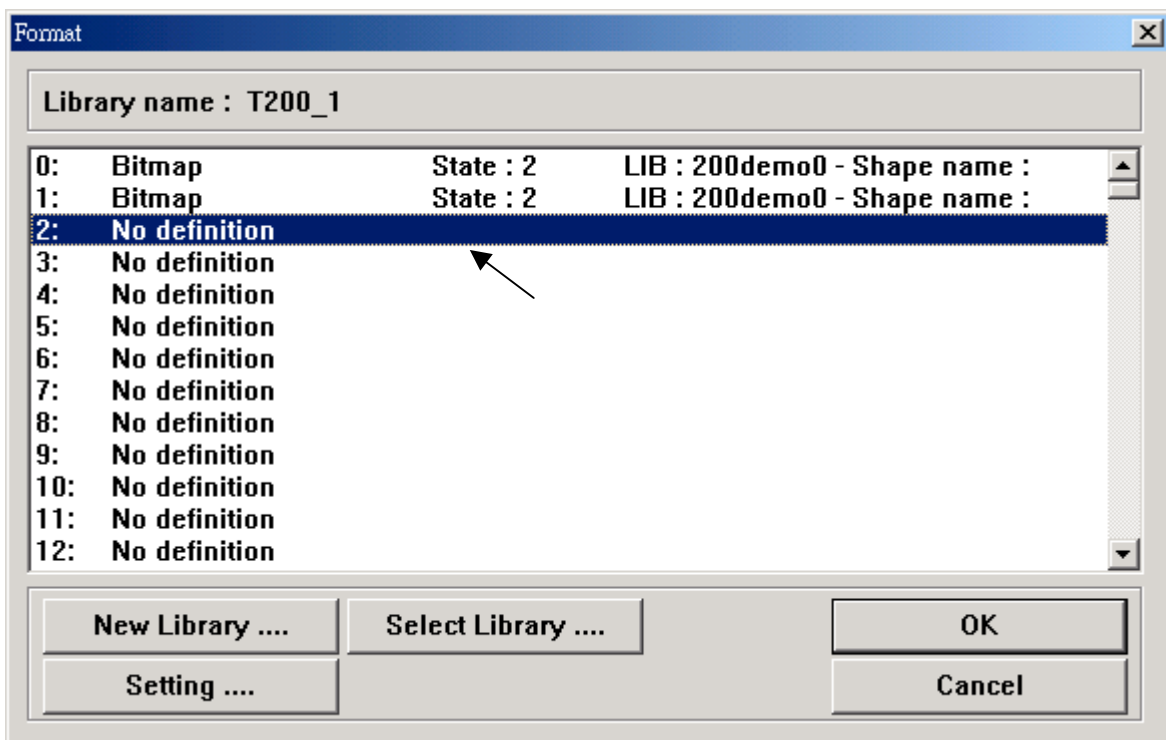 Format
Library name : T200_1
0: Bitmap State : 2 LIB : 200demo0 - Shape name :
1: Bitmap State : 2 LIB : 200demo0 - Shape name :
2: No definition
3: No definition
4: No definition
5: No definition
6: No definition
7: No definition
8: No definition
9: No definition
10: No definition
11: No definition
12: No definition
New Library .... Select Library .... OK
Setting .... Cancel